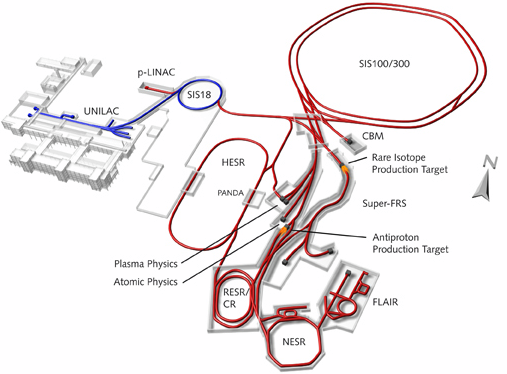 p-LINAC
SIS18
SIS100/300
UNILAC
CBM
Rare Isotope
Production Target
HESR
PANDA
N
Super-FRS
Plasma Physics
Atomic Physics
Antiproton
Production Target
RESR/
CR
FLAIR
NESR